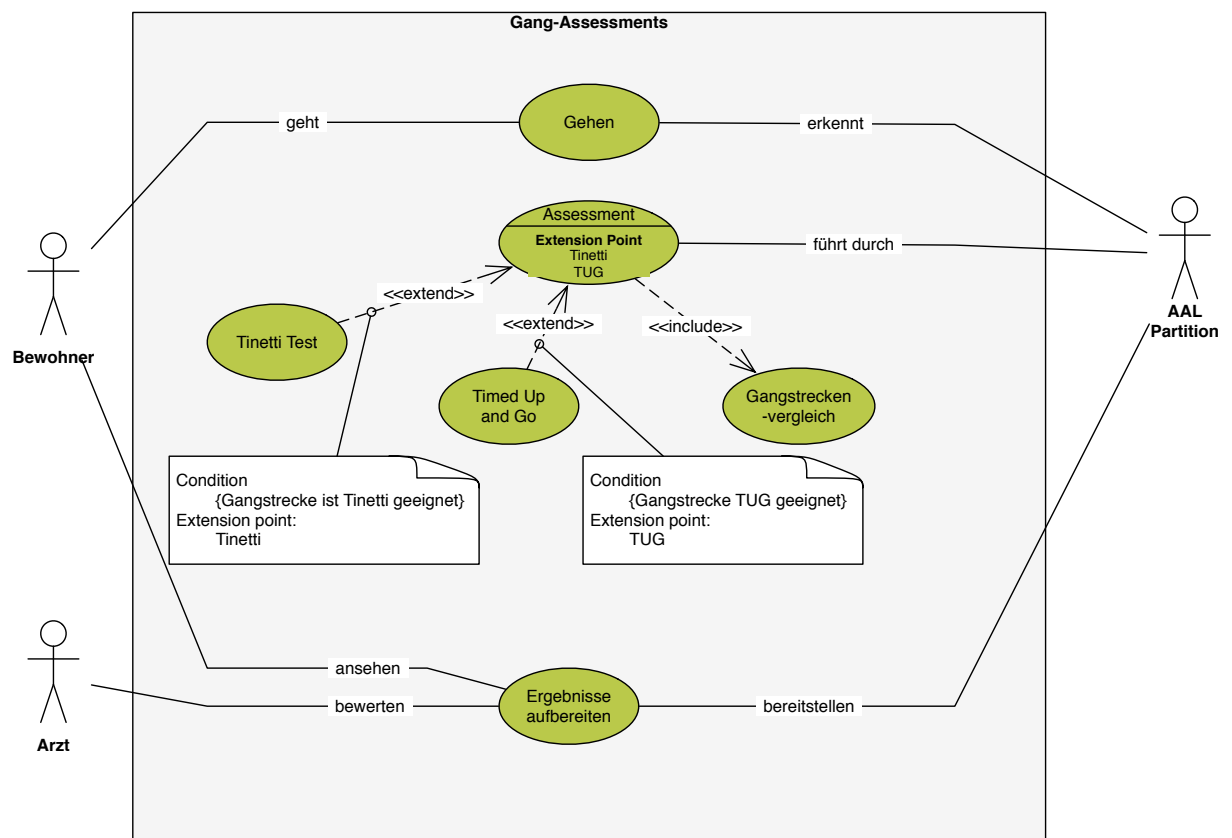 Gang-Assessments
geht
Gehen
erkennt
Assessment
Extension Point
Tinetti
TUG
führt durch
<<extend>>
<<extend>>
<<include>>
Tinetti Test
Bewohner
AAL
Partition
Timed Up
and Go
Gangstrecken
-vergleich
Condition
{Gangstrecke ist Tinetti geeignet}
Extension point:
Tinetti
Condition
{Gangstrecke TUG geeignet}
Extension point:
TUG
ansehen
bewerten
Ergebnisse
aufbereiten
bereitstellen
Arzt